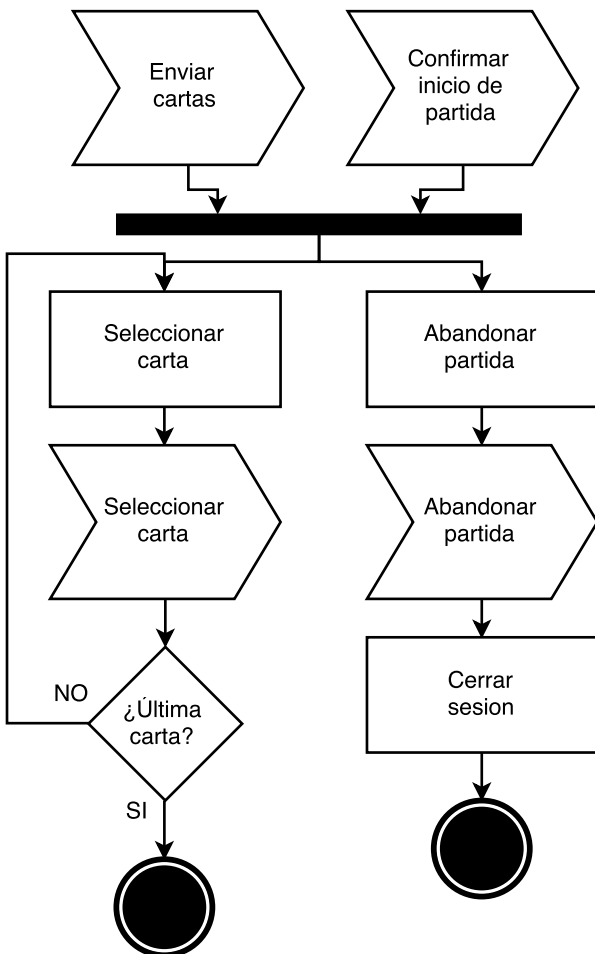 Enviar
cartas
Confirmar
inicio de
partida
Seleccionar
carta
Abandonar
partida
Seleccionar
carta
Abandonar
partida
NO
¿Última
carta?
Cerrar
sesion
SI